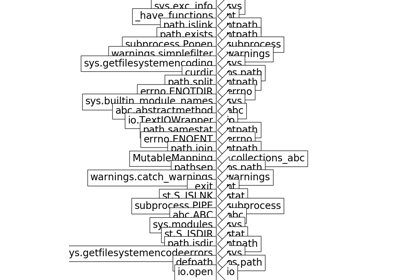 sys.exc_info sys
_have_functions nt
path.islink ntpath
path.exists ntpath
subprocess.Popen subprocess
warnings.simplefilter warnings
sys.getfilesystemencoding sys
curdir os.path
path.split ntpath
errno.ENOTDIR errno
sys.builtin_module_names sys
abc.abstractmethod abc
io.TextIOWrapper io
path.samestat ntpath
errno.ENOENT errno
path.join ntpath
MutableMapping _collections_abc
pathsep os.path
warnings.catch_warnings warnings
_exit nt
st.S_ISLNK stat
subprocess.PIPE subprocess
abc.ABC abc
sys.modules sys
st.S_ISDIR stat
path.isdir ntpath
sys.getfilesystemencodeerrors sys
defpath os.path
io.open io